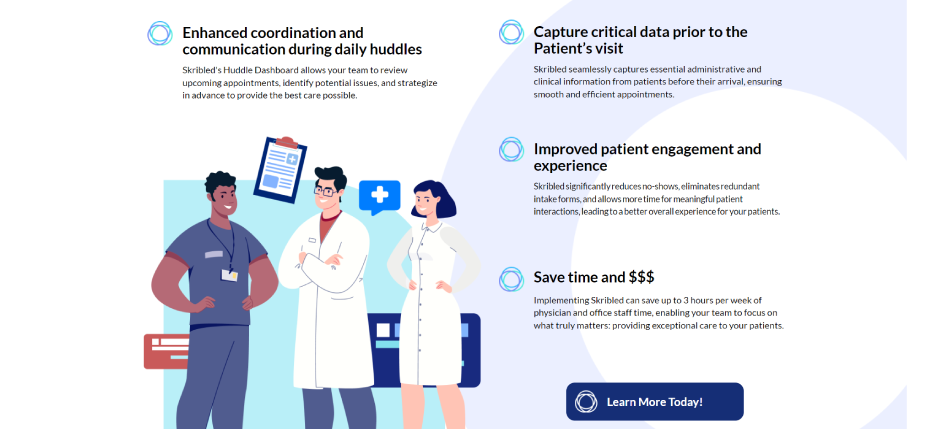 Enhanced coordination and
communication during daily huddles
Skribled's Huddle Dashboard allows your team to review
upcoming appointments, identify potential issues, and strategize
in advance to provide the best care possible.
Capture critical data prior to the
Patient's visit
Skribled seamlessly captures essential administrative and
clinical information from patients before their arrival, ensuring
smooth and efficient appointments.
Improved patient engagement and
experience
Skribled significantly reduces no-shows, eliminates redundant
intake forms, and allows more time for meaningful patient
interactions, leading to a better overall experience for your patients.
Save time and $$$
Implementing Skribled can save up to 3 hours per week of
physician and office staff time, enabling your team to focus on
what truly matters: providing exceptional care to your patients.
Learn More Today!